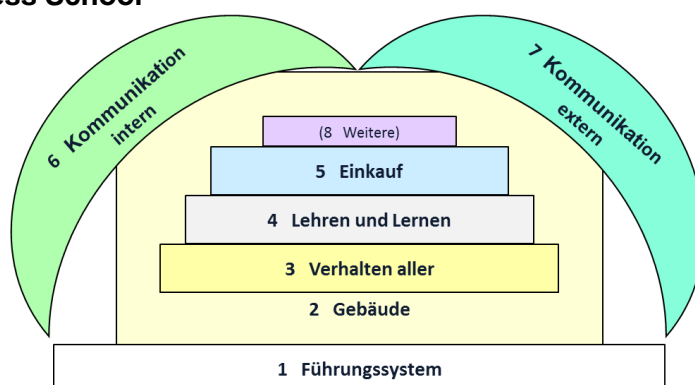 School
6 Kommunikation
intern
7 Kommunikation
extern
(8 Weitere)
5 Einkauf
4 Lehren und Lernen
3 Verhalten aller
2 Gebäude
1 Führungssystem